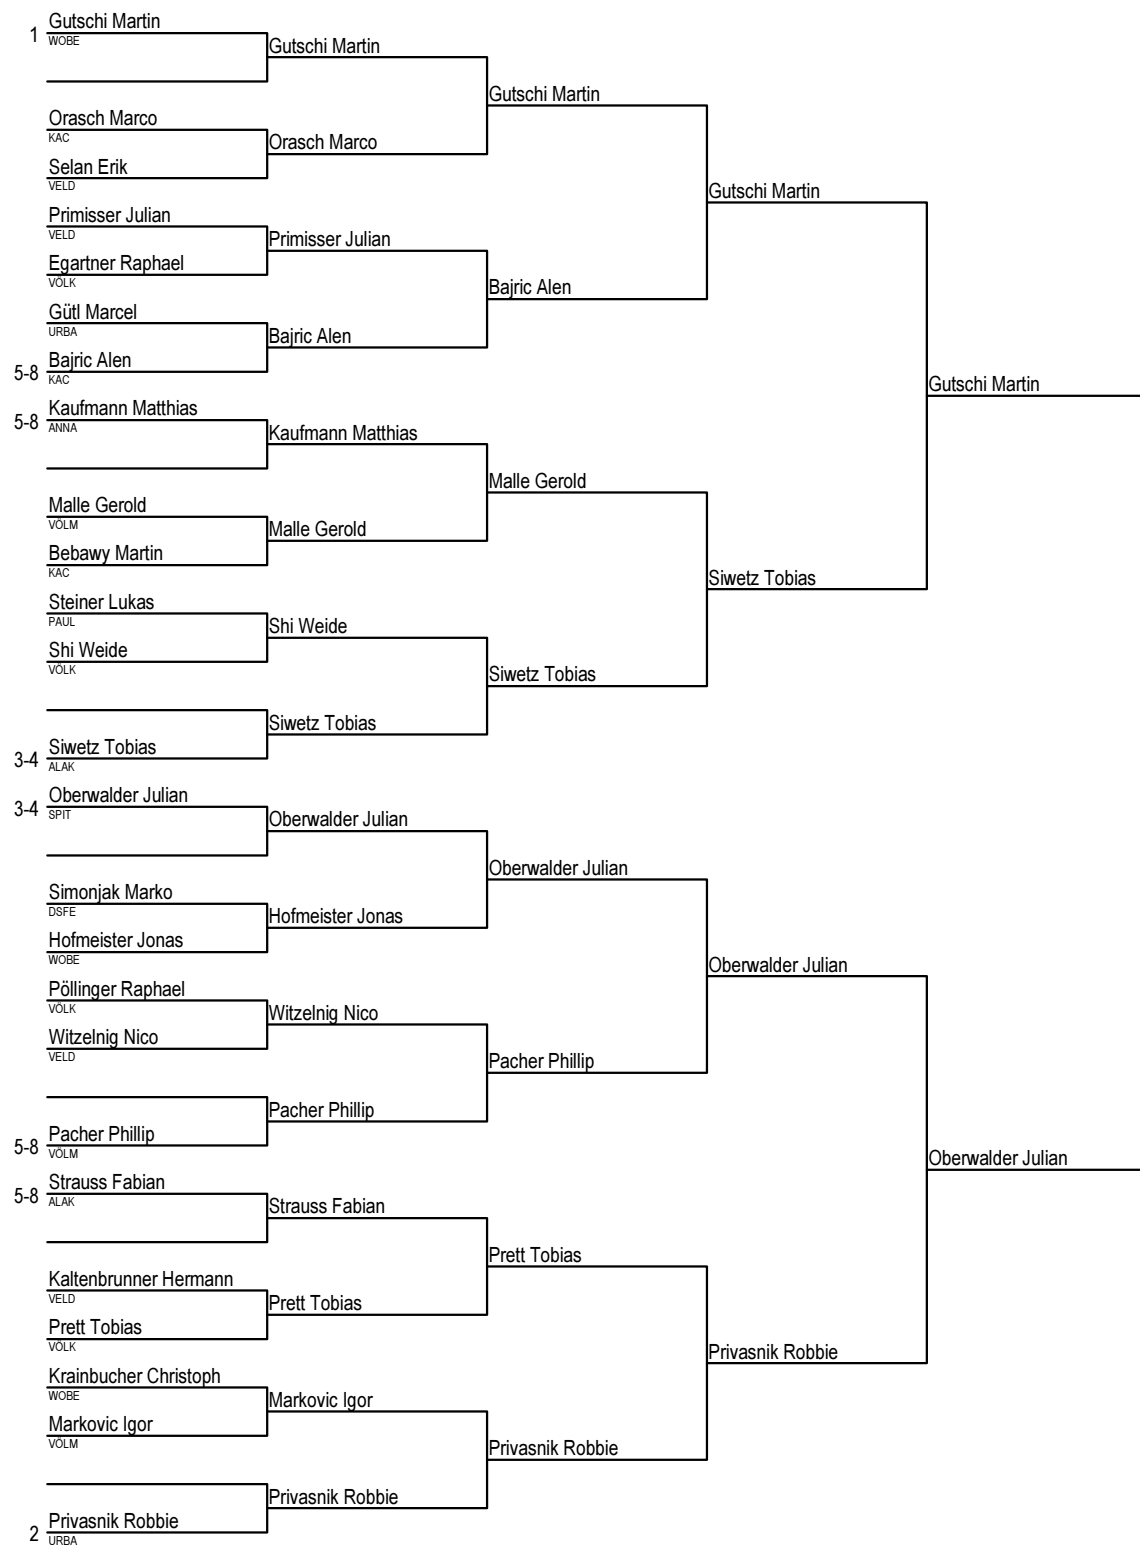 Gutschi Martin
1
WOBE
Gutschi Martin
Gutschi Martin
Orasch Marco
KAC
Orasch Marco
Selan Erik
VELD
Gutschi Martin
Primisser Julian
VELD
Primisser Julian
Egartner Raphael
VÖLK
Bajric Alen
Gütl Marcel
URBA
Bajric Alen
Bajric Alen
5-8
KAC
Gutschi Martin
Kaufmann Matthias
5-8
ANNA
Kaufmann Matthias
Malle Gerold
Malle Gerold
VÖLM
Malle Gerold
Bebawy Martin
KAC
Siwetz Tobias
Steiner Lukas
PAUL
Shi Weide
Shi Weide
VÖLK
Siwetz Tobias
Siwetz Tobias
Siwetz Tobias
3-4
ALAK
Oberwalder Julian
3-4
SPIT
Oberwalder Julian
Oberwalder Julian
Simonjak Marko
DSFE
Hofmeister Jonas
Hofmeister Jonas
WOBE
Oberwalder Julian
Pöllinger Raphael
VÖLK
Witzelnig Nico
Witzelnig Nico
VELD
Pacher Phillip
Pacher Phillip
Pacher Phillip
5-8
VÖLM
Oberwalder Julian
Strauss Fabian
5-8
ALAK
Strauss Fabian
Prett Tobias
Kaltenbrunner Hermann
VELD
Prett Tobias
Prett Tobias
VÖLK
Privasnik Robbie
Krainbucher Christoph
WOBE
Markovic Igor
Markovic Igor
VÖLM
Privasnik Robbie
Privasnik Robbie
Privasnik Robbie
2
URBA